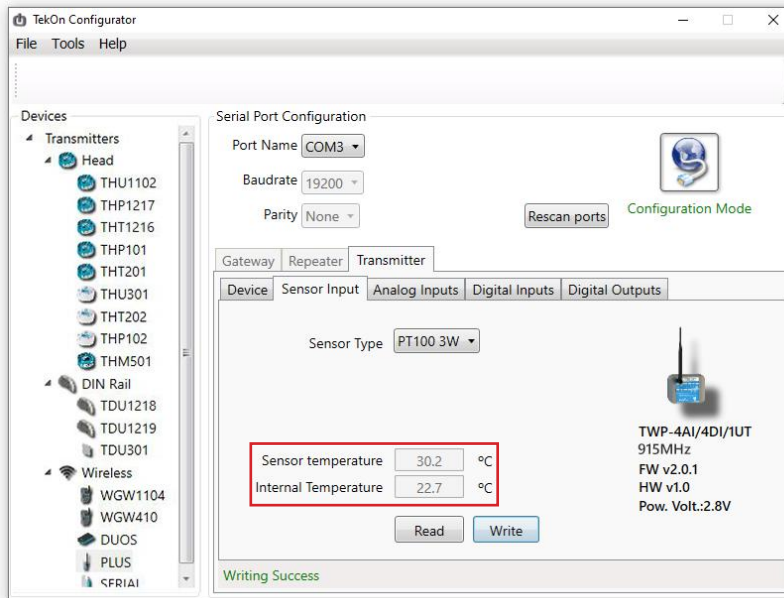 TekOn Configurator
File Tools Help
Devices
Transmitters
Head
THU1102
THP1217
THT1216
THP101
THT201
THU301
THT202
THP102
THM501
DIN Rail
TDU1218
TDU1219
TDU301
Wireless
WGW1104
WGW410
DUOS
PLUS
SERIAL
Serial Port Configuration
Port Name COM3
Baudrate 19200
Parity None
Rescan ports
Configuration Mode
Gateway Repeater Transmitter
Device Sensor Input Analog Inputs Digital Inputs Digital Outputs
Sensor Type PT100 3W
Sensor temperature 30.2 ºC
Internal Temperature 22.7 ºC
Read Write
TWP-4AI/4DI/1UT
915MHz
FW v2.0.1
HW v1.0
Pow. Volt.:2.8V
Writing Success